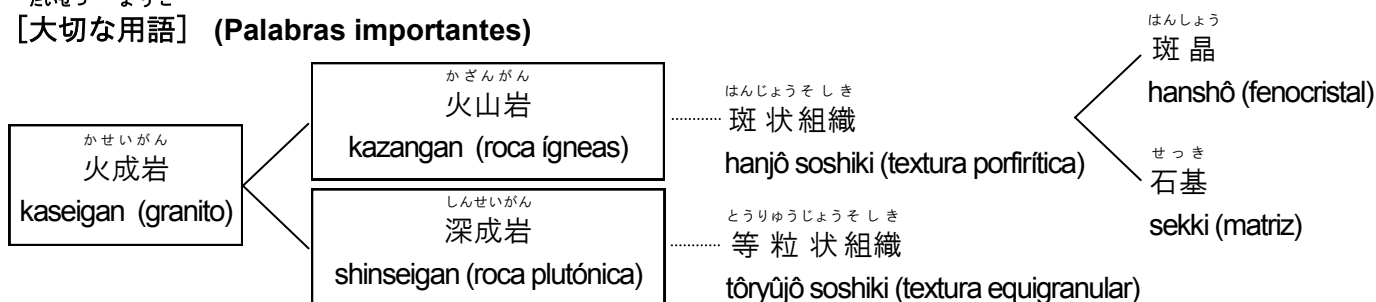 たいせつ ようご
［大切な用語］ (Palabras importantes)
かせいがん
火成岩
kaseigan (granito)
かざんがん
火山岩
kazangan (roca ígneas)
しんせいがん
深成岩
shinseigan (roca plutónica)
はんじょうそしき
斑状組織
hanjô soshiki (textura porfirítica)
とうりゅうじょうそしき
等粒状組織
tôryûjô soshiki (textura equigranular)
はんしょう
斑晶
hanshô (fenocristal)
せっき
石基
sekki (matriz)